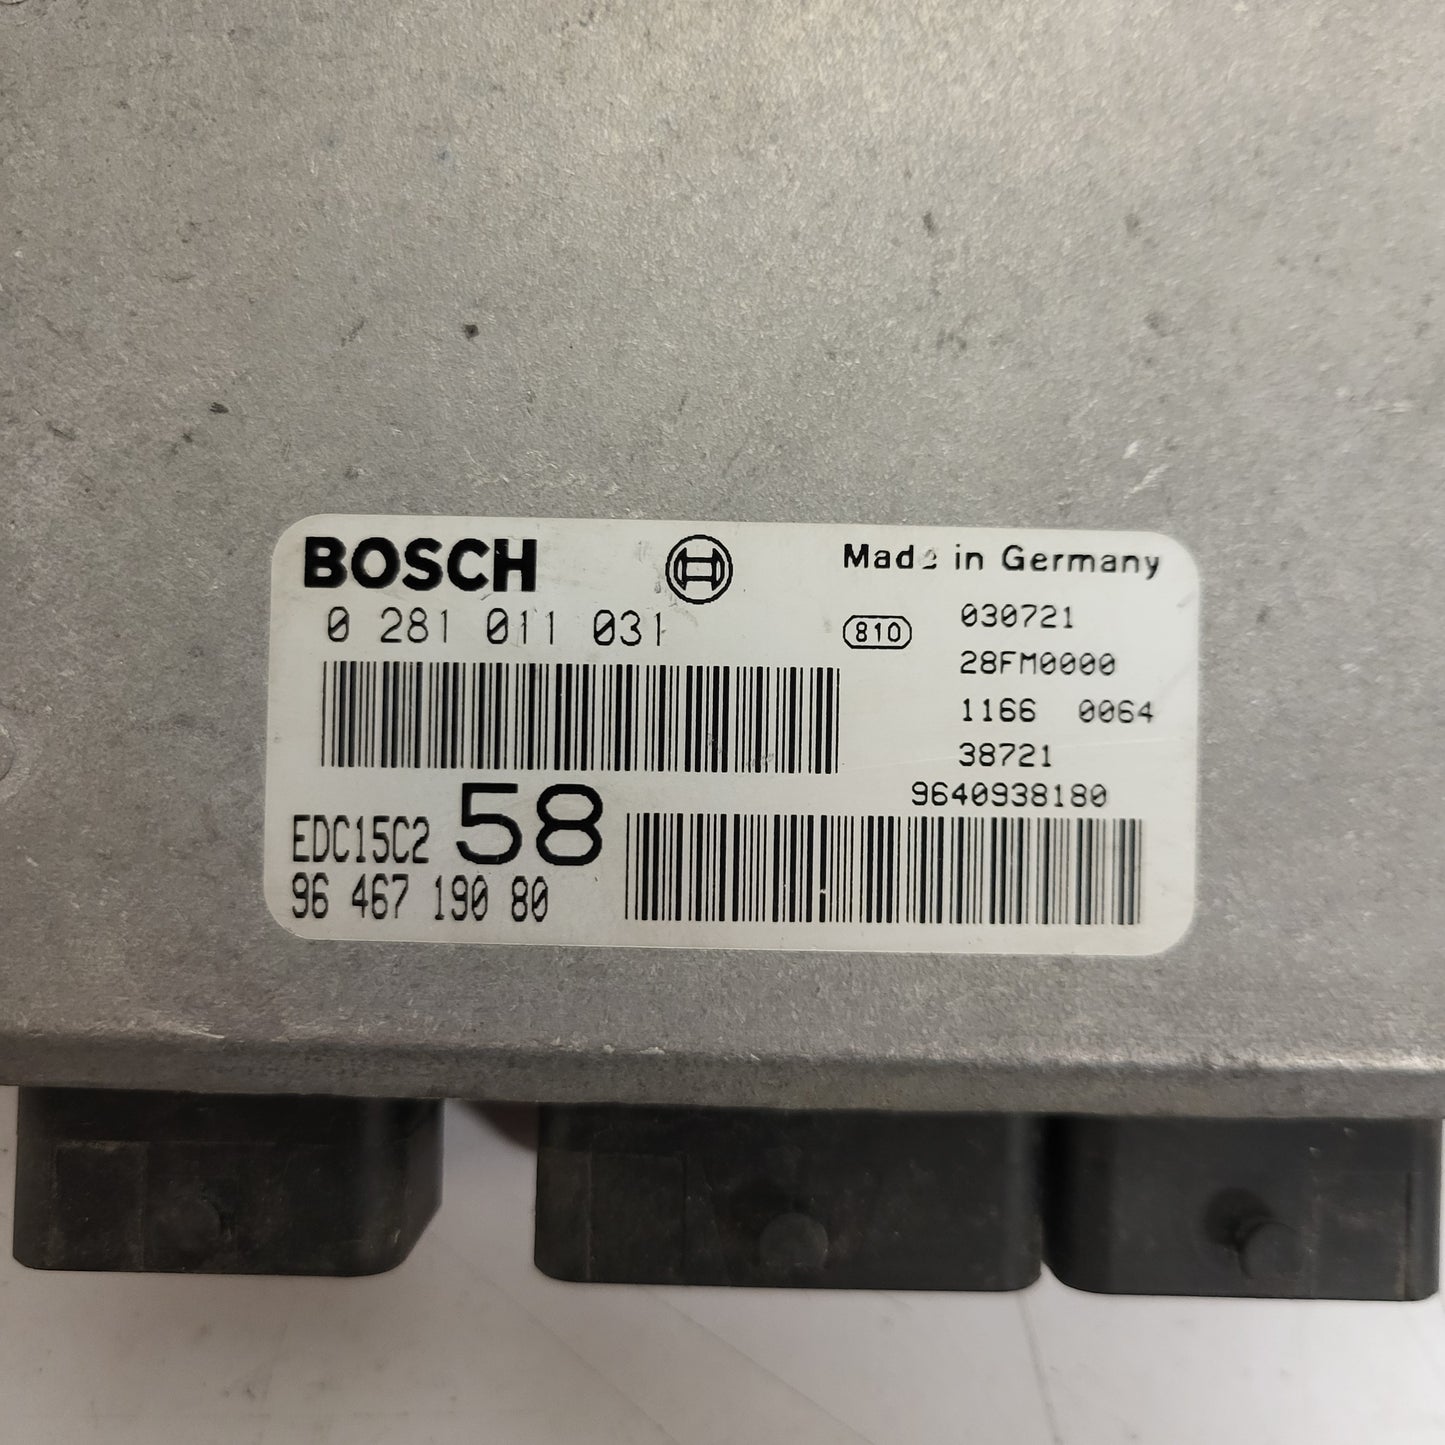 BOSCH
Made in Germany
0 281 011 031
810
030721
28FM0000
1166 0064
38721
9640938180
EDC15C2 58
96 467 190 80